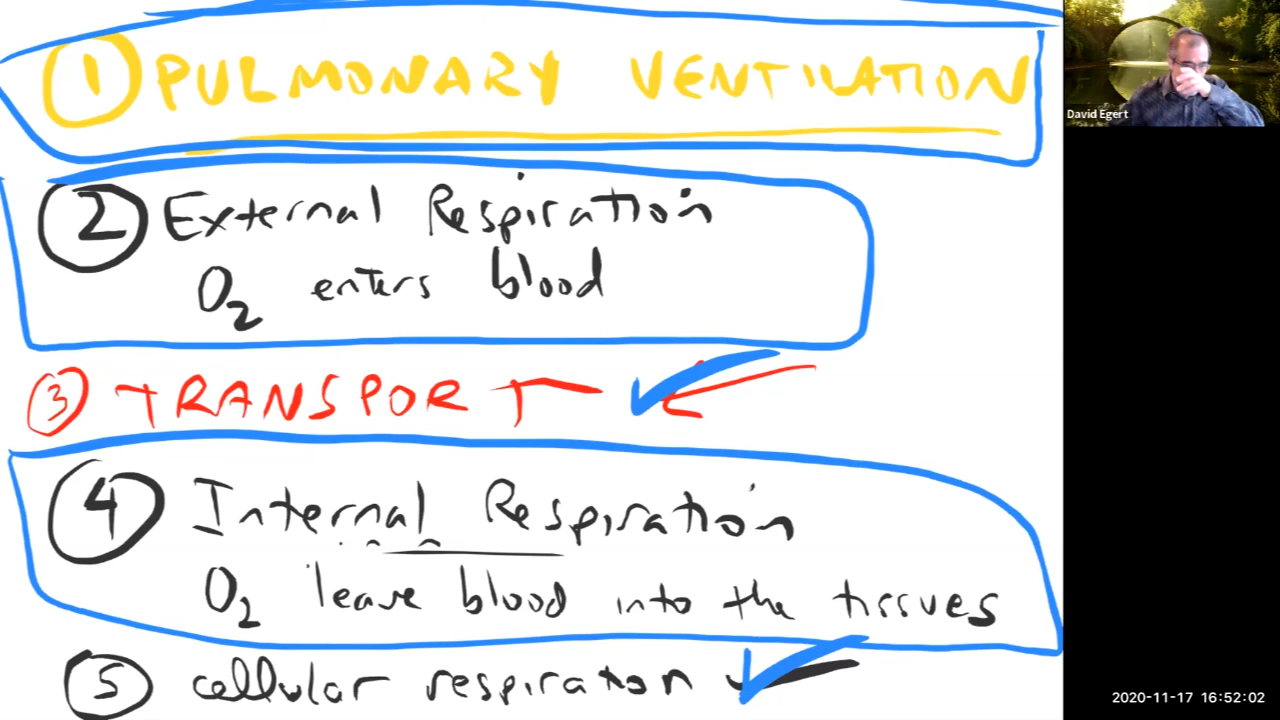 ① PULMONARY VENTILATION
② External Respiration
O₂ enters blood
③ TRANSPORT
④ Internal Respiration
O₂ leave blood into the tissues
⑤ cellular respiration
David Egert
2020-11-17 16:52:02